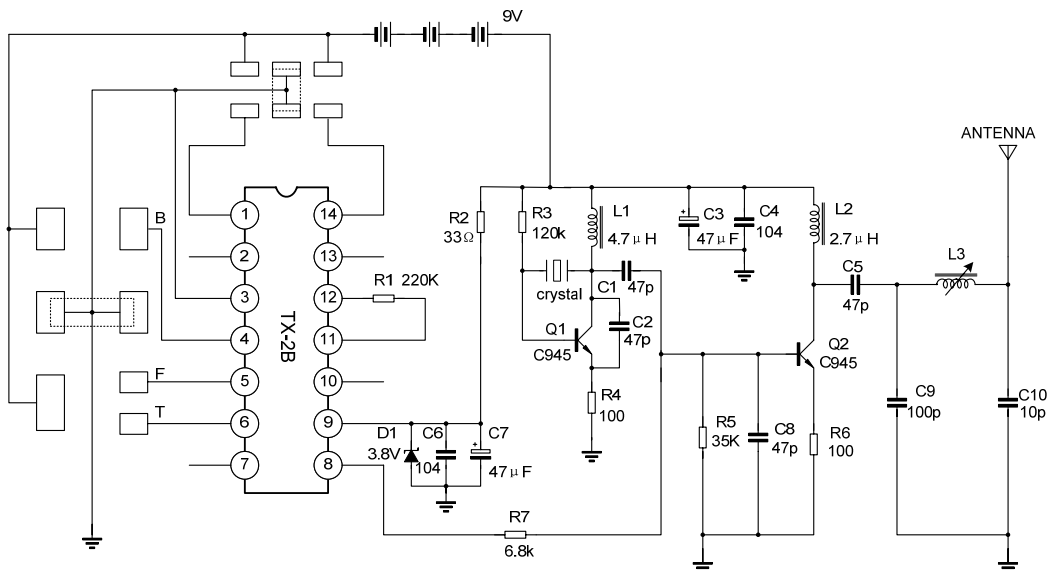 9V
ANTENNA
B
F
T
1
2
3
4
5
6
7
14
13
12
11
10
9
8
TX-2B
R1 220K
R2
33Ω
R3
120k
L1
4.7μH
C3
47μF
C4
104
L2
2.7μH
crystal
C1
47p
C5
47p
L3
Q1
C945
C2
47p
Q2
C945
R4
100
C9
100p
C10
10p
D1
3.8V
C6
104
C7
47μF
R5
35K
C8
47p
R6
100
R7
6.8k